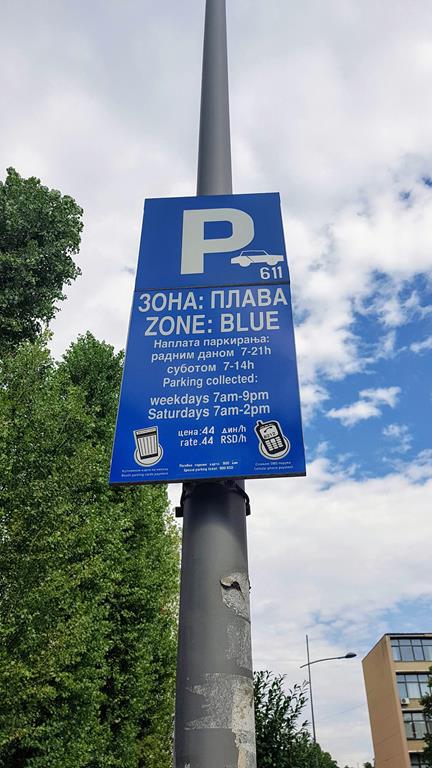 P
611
ЗОНА: ПЛАВА
ZONE: BLUE
Наплата паркирања:
радним даном 7-21h
суботом 7-14h
Parking collected:
weekdays 7am-9pm
Saturdays 7am-2pm
цена:44 дин/h
rate.44 RSD/h